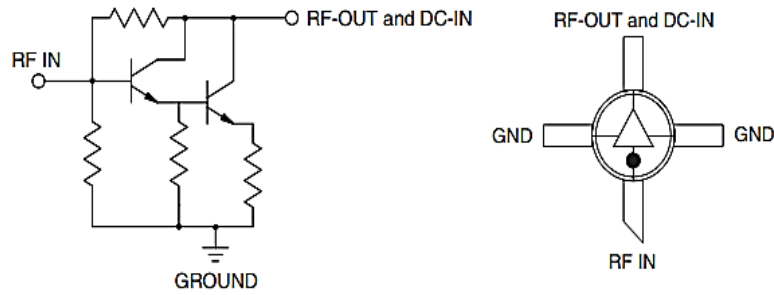 RF-OUT and DC-IN
RF IN
GROUND
RF-OUT and DC-IN
GND
GND
RF IN